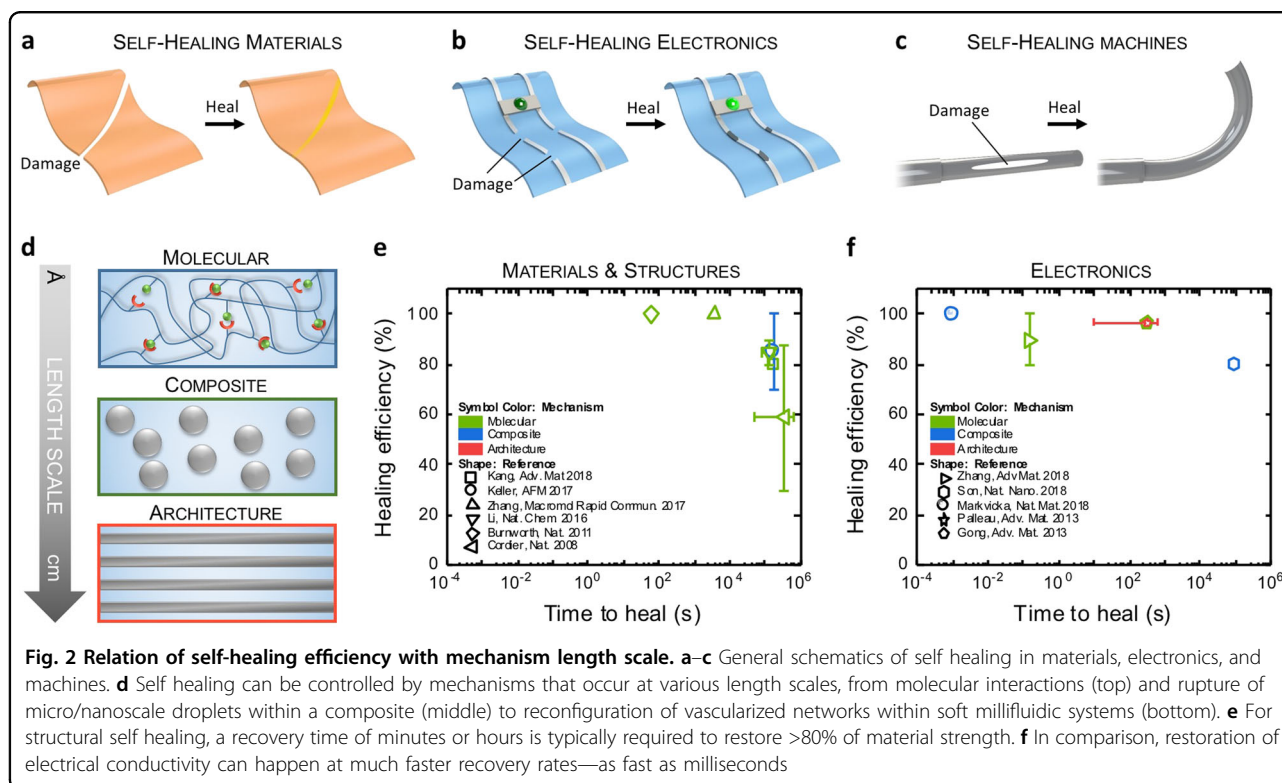 a SELF-HEALING MATERIALS
Heal
Damage
b SELF-HEALING ELECTRONICS
Heal
Damage
c SELF-HEALING MACHINES
Damage
Heal
d
MOLECULAR
COMPOSITE
ARCHITECTURE
Å
LENGTH SCALE
cm
e
MATERIALS & STRUCTURES
Healing efficiency (%)
100
80
60
40
20
0
Symbol Color: Mechanism
Molecular
Composite
Architecture
Shape: Reference
Kang, Adv. Mat 2018
Keller, AFM 2017
Zhang, Macromd Rapid Commun. 2017
Li, Nat. Chem 2016
Burnworth, Nat. 2011
Cordier, Nat. 2008
10⁻⁴ 10⁻² 10⁰ 10² 10⁴ 10⁶
Time to heal (s)
f
ELECTRONICS
Healing efficiency (%)
100
80
60
40
20
0
Symbol Color: Mechanism
Molecular
Composite
Architecture
Shape: Reference
Zhang, Adv Mat. 2018
Son, Nat. Nano. 2018
Markvicka, Nat. Mat. 2018
Palleau, Adv. Mat. 2013
Gong, Adv. Mat. 2013
10⁻⁴ 10⁻² 10⁰ 10² 10⁴ 10⁶
Time to heal (s)
Fig. 2 Relation of self-healing efficiency with mechanism length scale. a–c General schematics of self healing in materials, electronics, and
machines. d Self healing can be controlled by mechanisms that occur at various length scales, from molecular interactions (top) and rupture of
micro/nanoscale droplets within a composite (middle) to reconfiguration of vascularized networks within soft millifluidic systems (bottom). e For
structural self healing, a recovery time of minutes or hours is typically required to restore >80% of material strength. f In comparison, restoration of
electrical conductivity can happen at much faster recovery rates—as fast as milliseconds